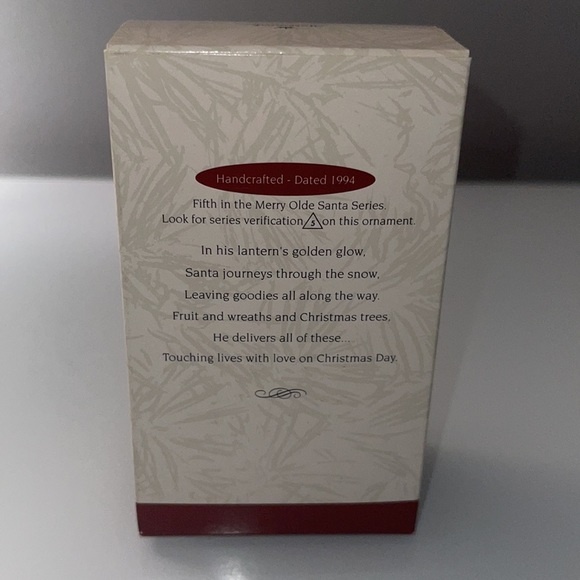 Handcrafted - Dated 1994
Fifth in the Merry Olde Santa Series.
Look for series verification 5 on this ornament.
In his lantern's golden glow,
Santa journeys through the snow,
Leaving goodies all along the way.
Fruit and wreaths and Christmas trees,
He delivers all of these...
Touching lives with love on Christmas Day.